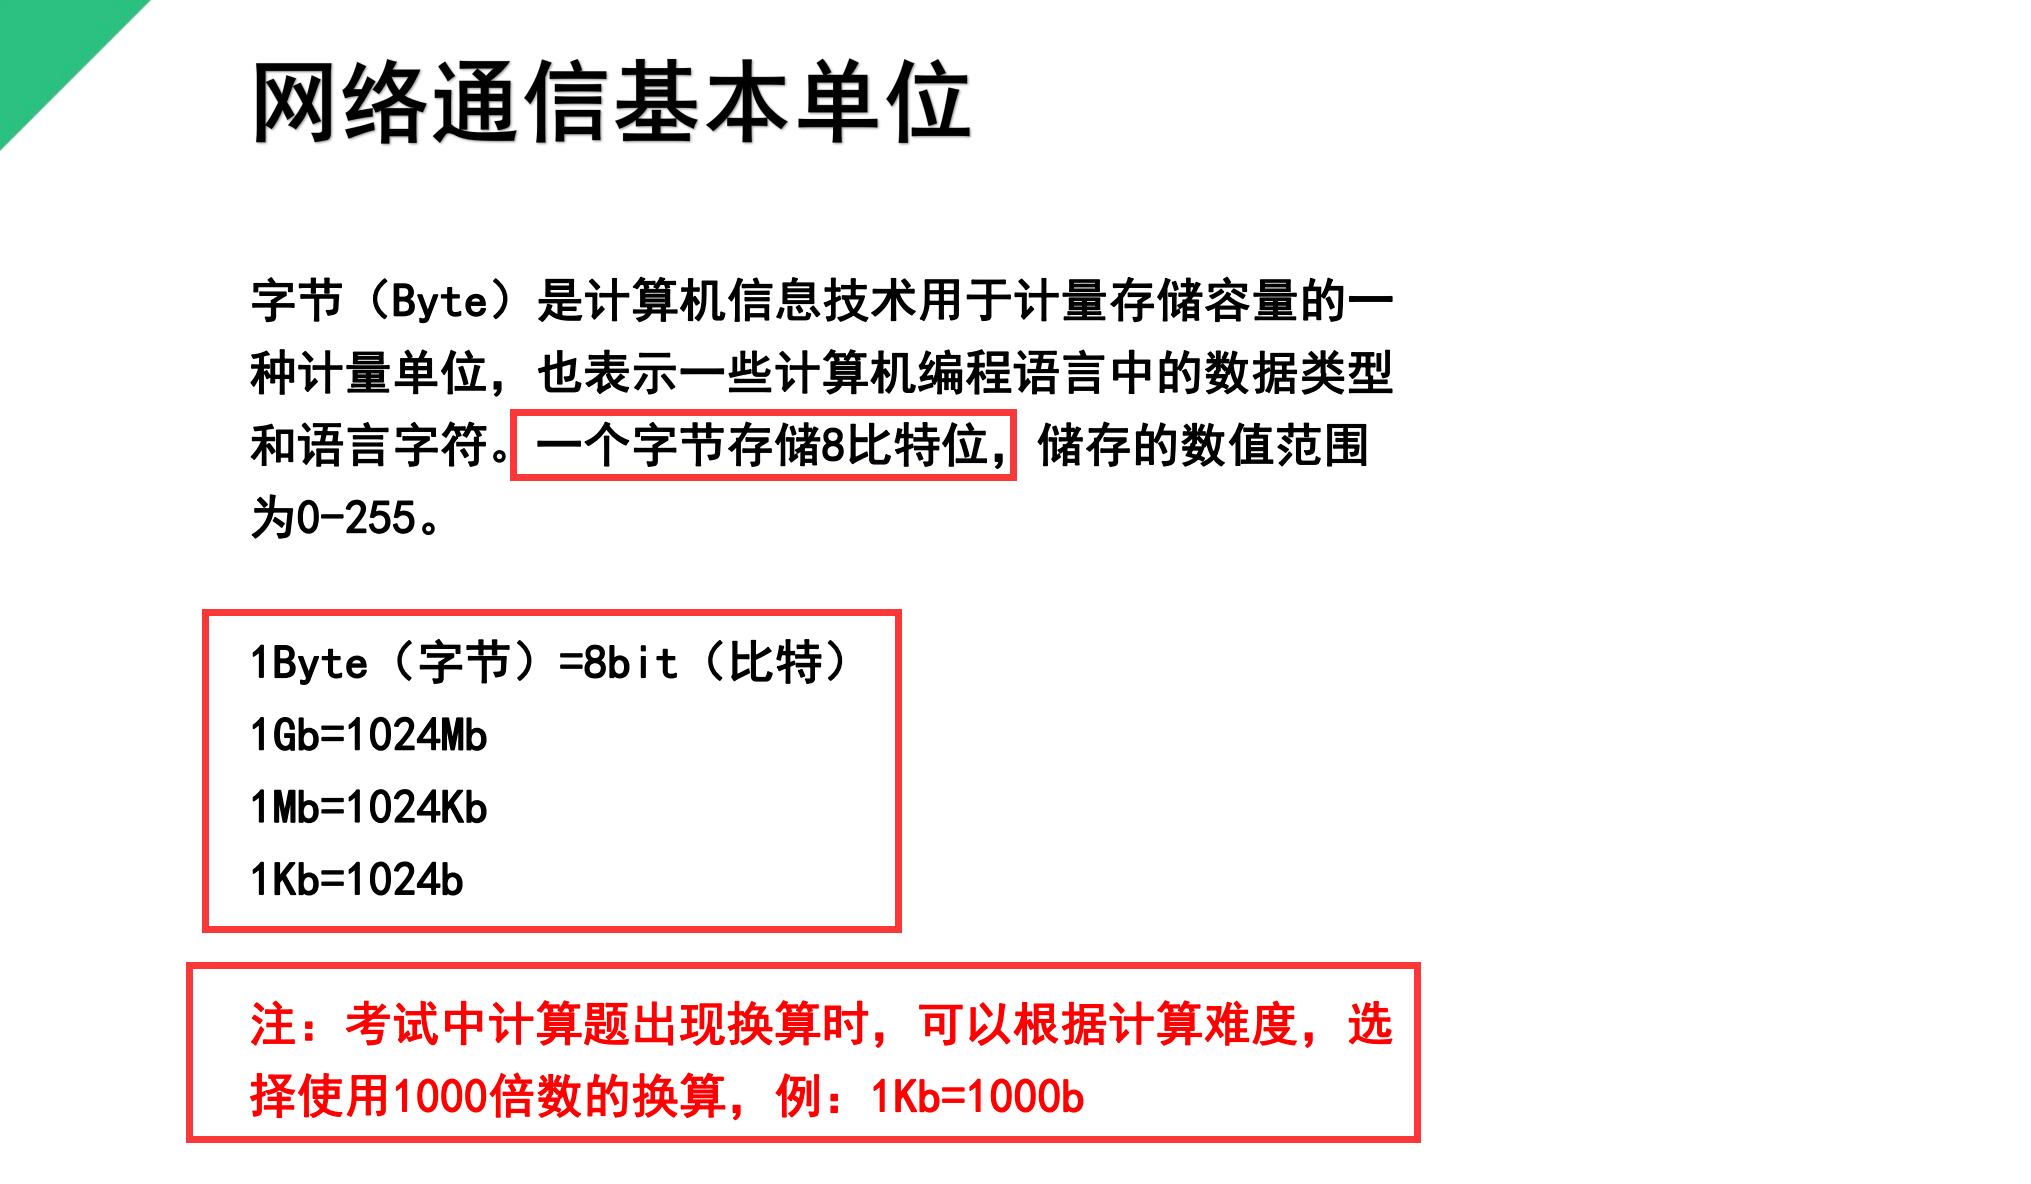 网络通信基本单位
字节（Byte）是计算机信息技术用于计量存储容量的一
种计量单位，也表示一些计算机编程语言中的数据类型
和语言字符。一个字节存储8比特位，储存的数值范围
为0-255。
1Byte（字节）=8bit（比特）
1Gb=1024Mb
1Mb=1024Kb
1Kb=1024b
注：考试中计算题出现换算时，可以根据计算难度，选
择使用1000倍数的换算，例：1Kb=1000b